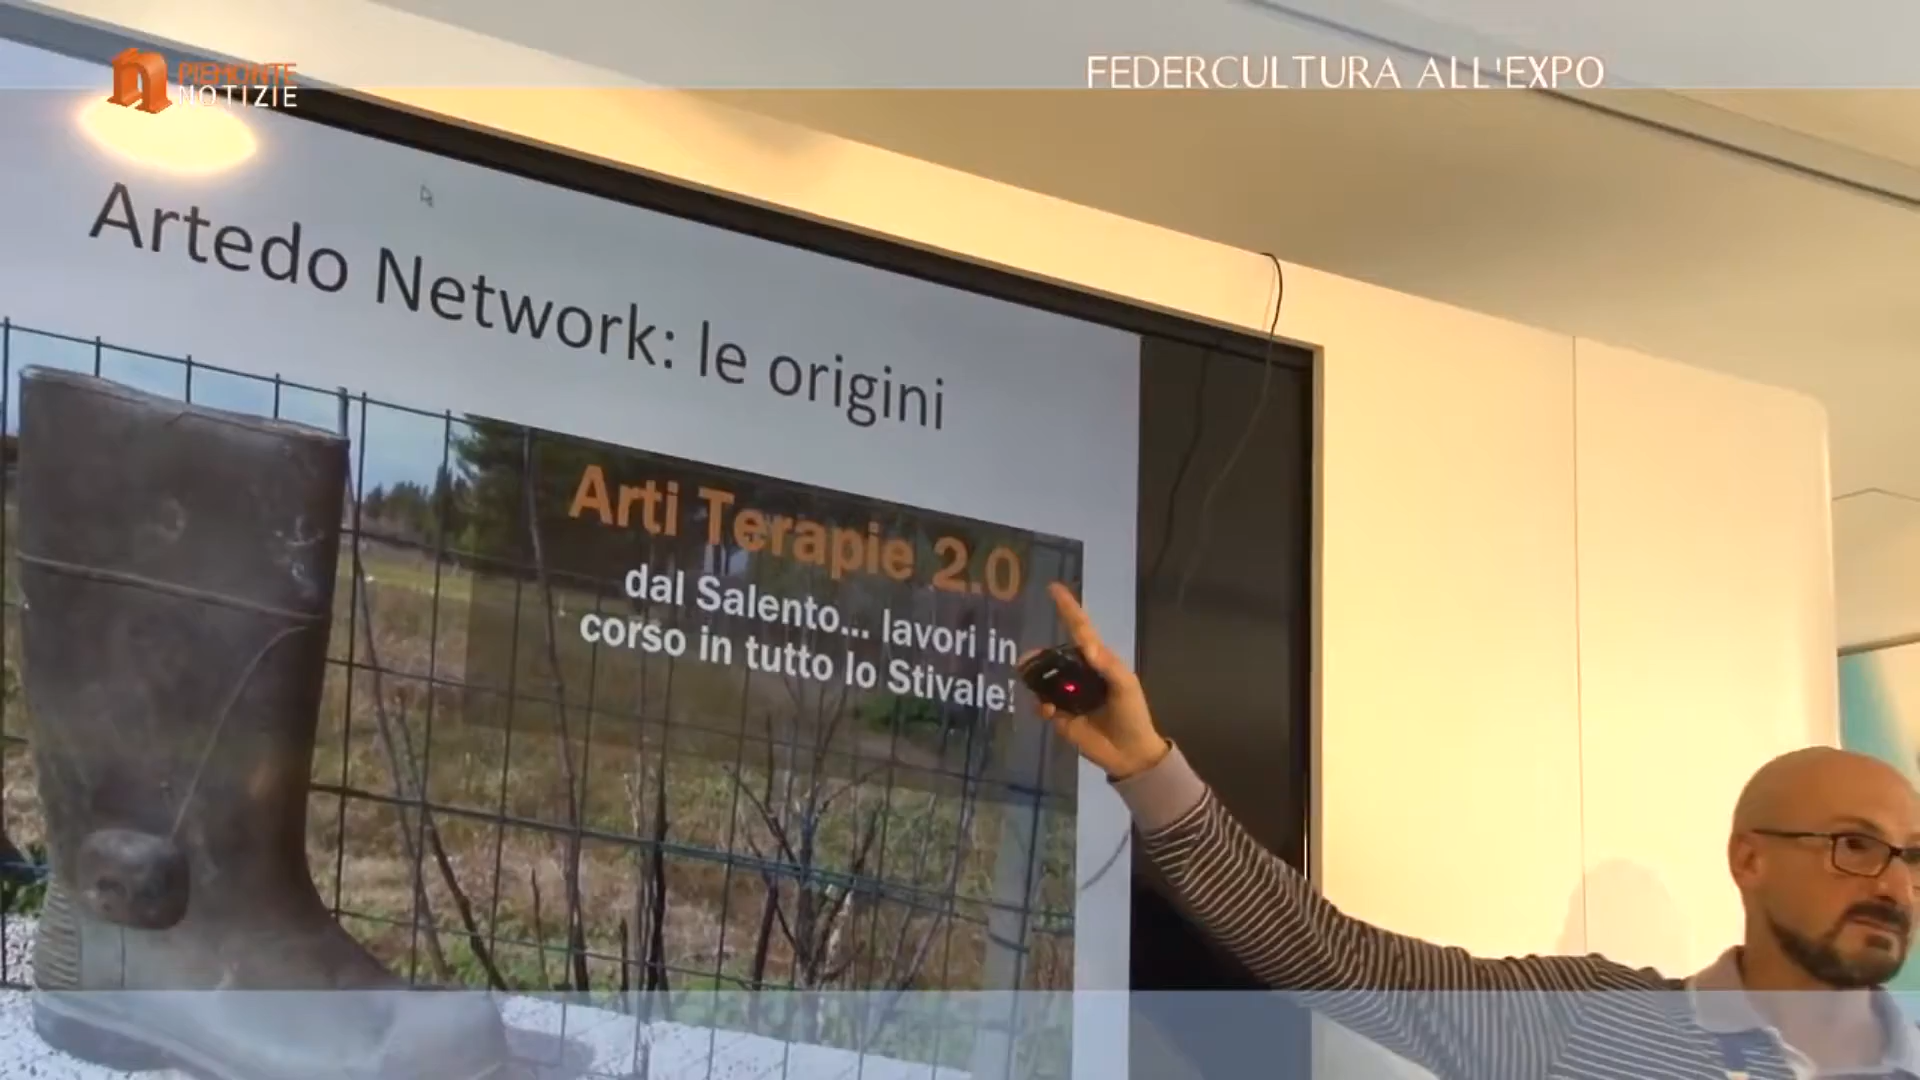 PIEMONTE
NOTIZIE
FEDERCULTURA ALL'EXPO
Artedo Network: le origini
Arti Terapie 2.0
dal Salento... lavori in
corso in tutto lo Stivale!